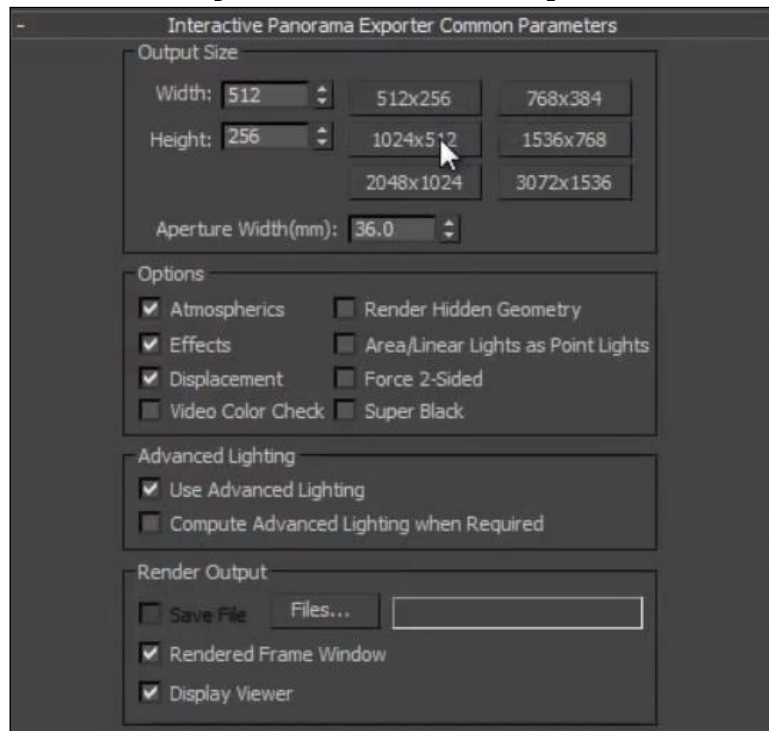 - Interactive Panorama Exporter Common Parameters
Output Size
Width: 512 512x256 768x384
Height: 256 1024x512 1536x768
2048x1024 3072x1536
Aperture Width(mm): 36.0
Options
Atmospherics Render Hidden Geometry
Effects Area/Linear Lights as Point Lights
Displacement Force 2-Sided
Video Color Check Super Black
Advanced Lighting
Use Advanced Lighting
Compute Advanced Lighting when Required
Render Output
Save File Files...
Rendered Frame Window
Display Viewer